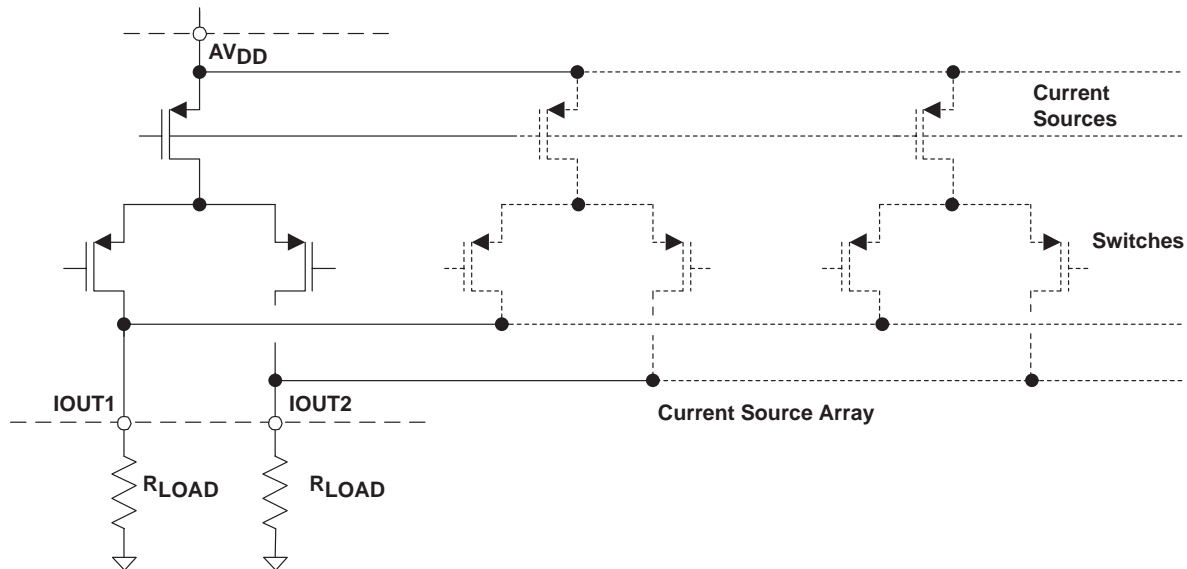 AVDD
Current
Sources
Switches
IOUT1
IOUT2
Current Source Array
RLOAD
RLOAD